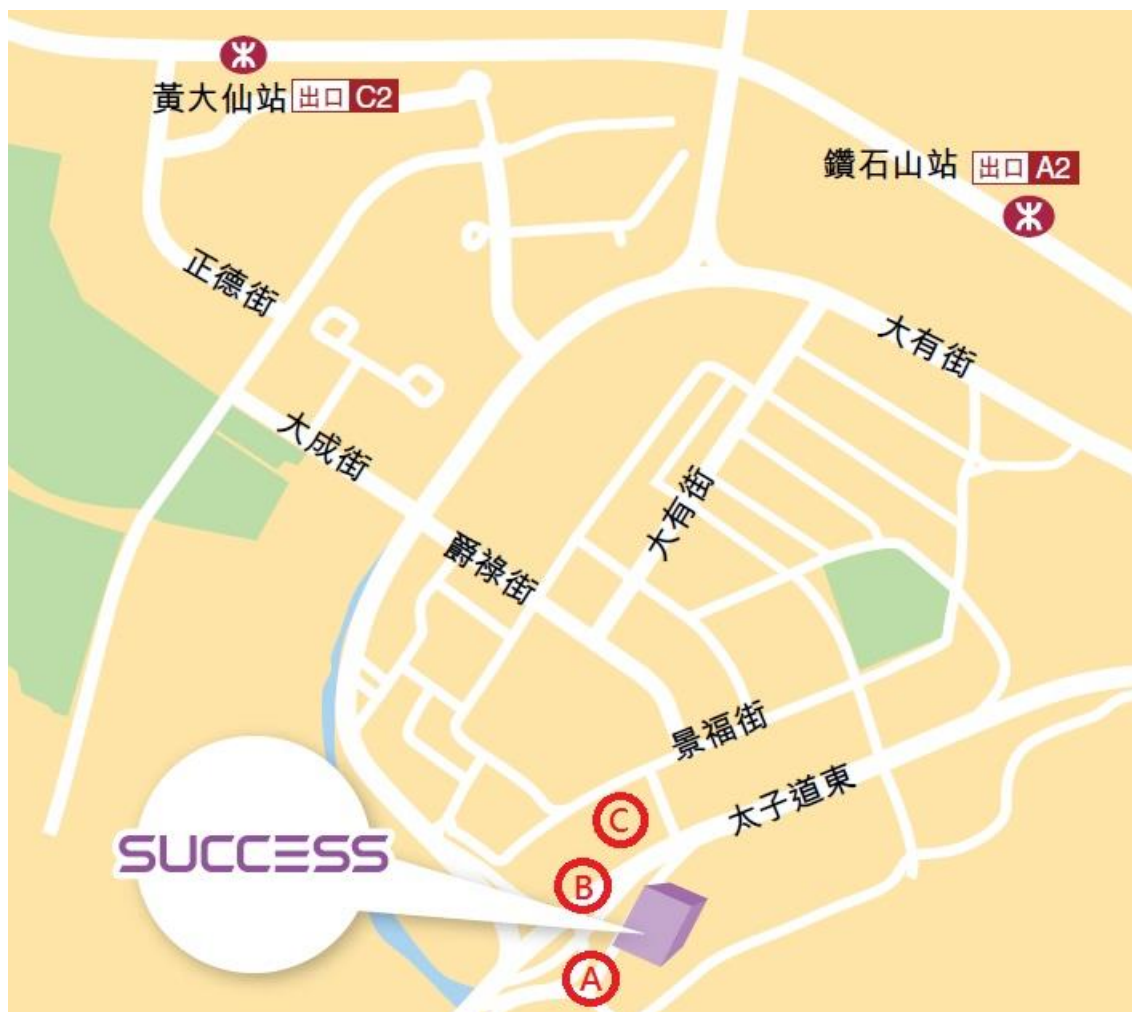 黃大仙站 出口 C2
鑽石山站 出口 A2
正德街
大有街
大成街
大有街
爵祿街
景福街
太子道東
C
SUCCESS
B
A